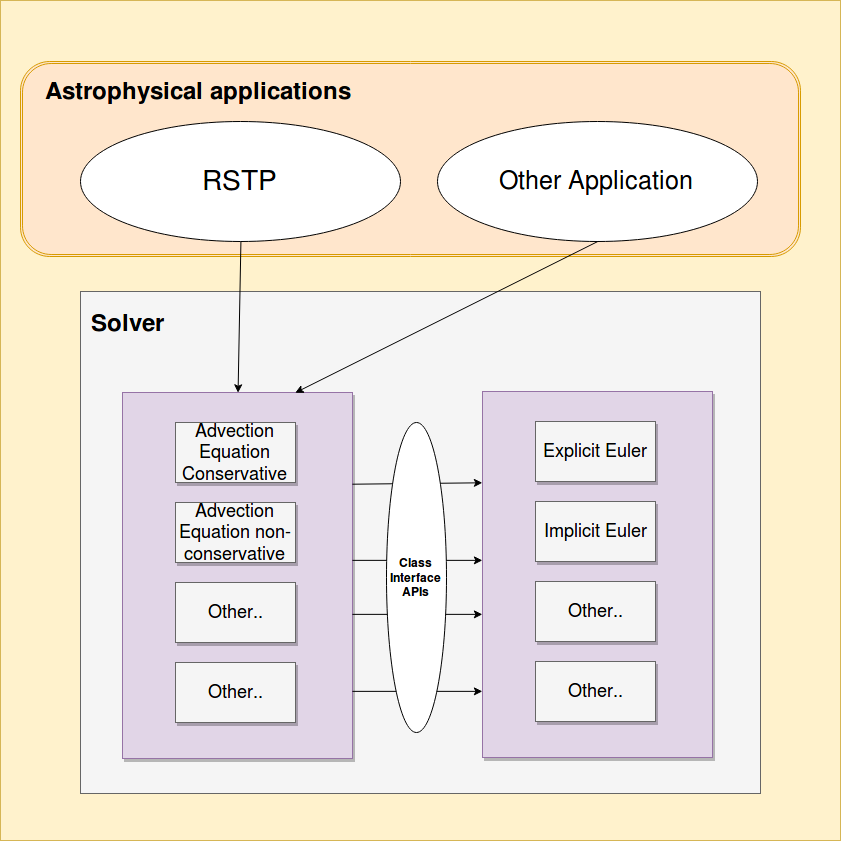 Astrophysical applications
RSTP
Other Application
Solver
Advection
Equation
Conservative
Advection
Equation non-
conservative
Other..
Other..
Class
Interface
APIs
Explicit Euler
Implicit Euler
Other..
Other..